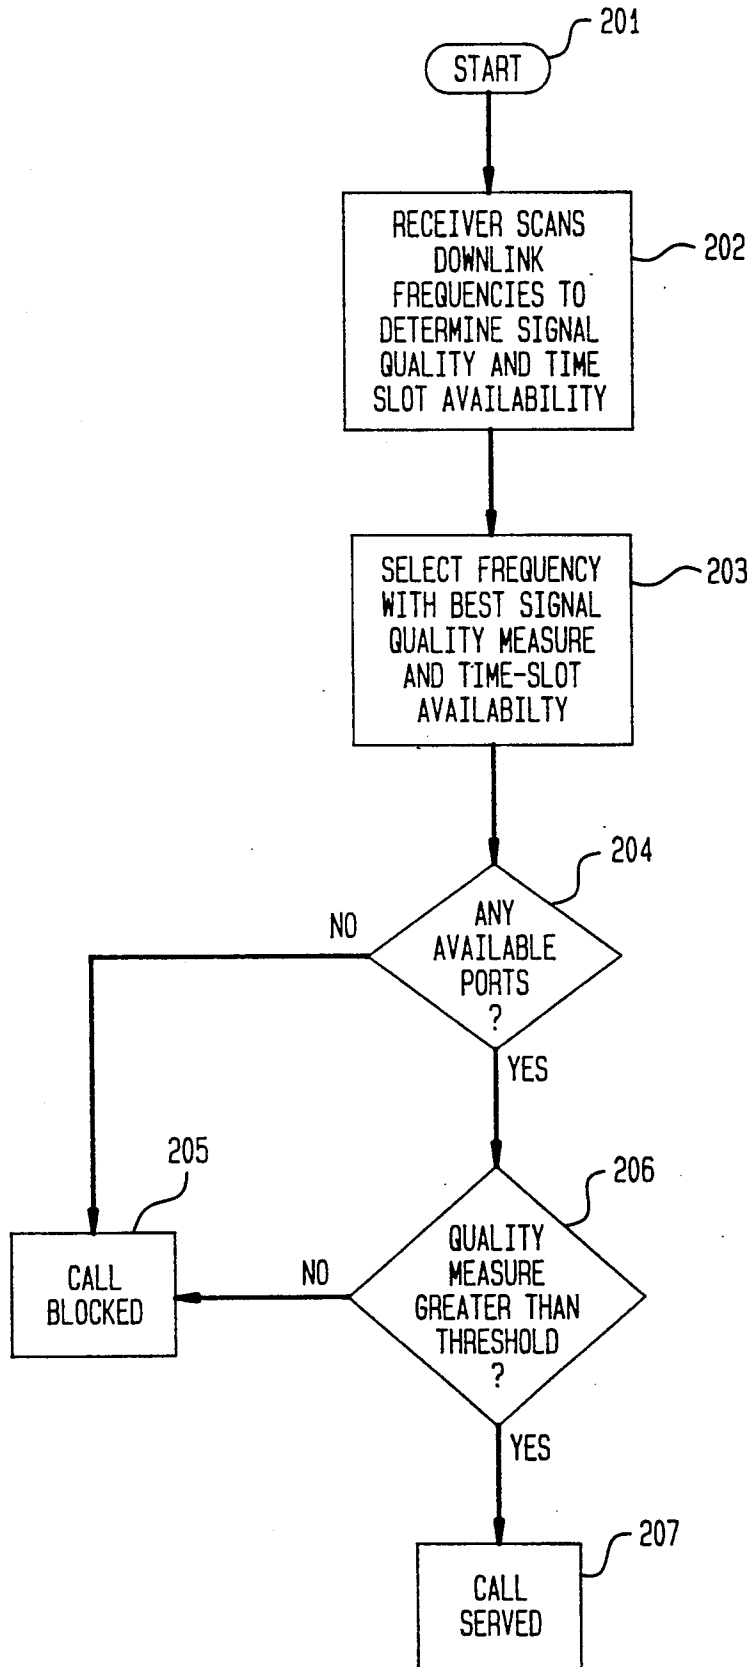 201
START
RECEIVER SCANS
DOWNLINK
FREQUENCIES TO
DETERMINE SIGNAL
QUALITY AND TIME
SLOT AVAILABILITY
202
SELECT FREQUENCY
WITH BEST SIGNAL
QUALITY MEASURE
AND TIME-SLOT
AVAILABILTY
203
204
ANY
AVAILABLE
PORTS
?
NO
YES
205
CALL
BLOCKED
206
QUALITY
MEASURE
GREATER THAN
THRESHOLD
?
NO
YES
207
CALL
SERVED